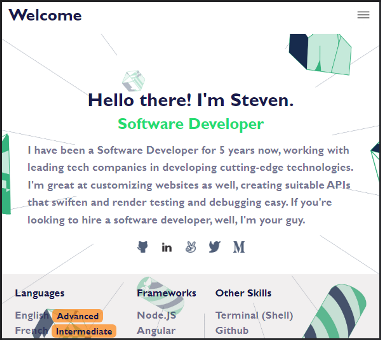 Welcome
Hello there! I'm Steven.
Software Developer
I have been a Software Developer for 5 years now, working with
leading tech companies in developing cutting-edge technologies.
I'm great at customizing websites as well, creating suitable APIs
that swiften and render testing and debugging easy. If you're
looking to hire a software developer, well, I'm your guy.
Languages Frameworks Other Skills
English Advanced Node.JS Terminal (Shell)
French Intermediate Angular Github